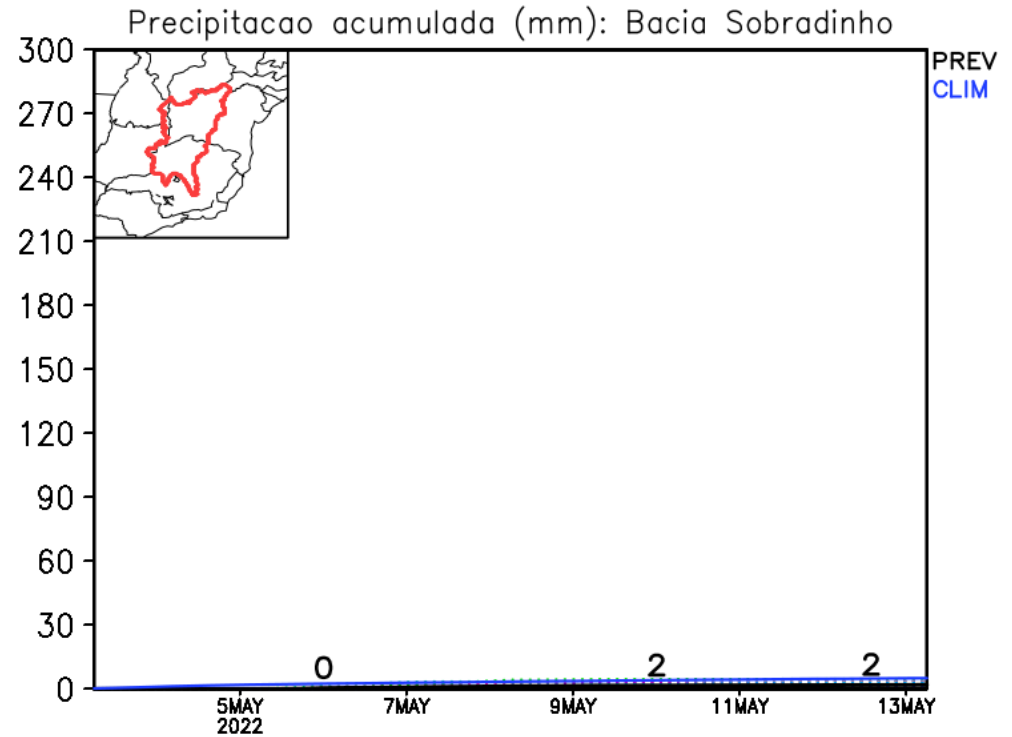 Precipitacao acumulada (mm): Bacia Sobradinho
PREV
CLIM
300
270
240
210
180
150
120
90
60
30
0
0 2 2
5MAY 7MAY 9MAY 11MAY 13MAY
2022